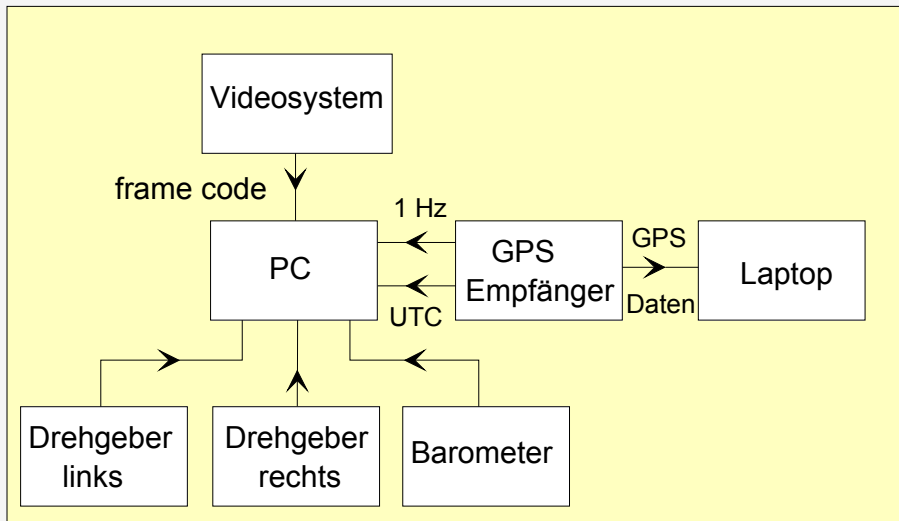 Videosystem
frame code
1 Hz
PC
GPS
Empfänger
GPS
Daten
Laptop
UTC
Drehgeber
links
Drehgeber
rechts
Barometer